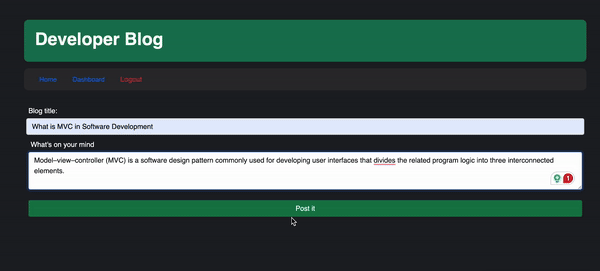 Developer Blog
Home Dashboard Logout
Blog title:
What is MVC in Software Development
What's on your mind
Model–view–controller (MVC) is a software design pattern commonly used for developing user interfaces that divides the related program logic into three interconnected
elements.
1
Post it